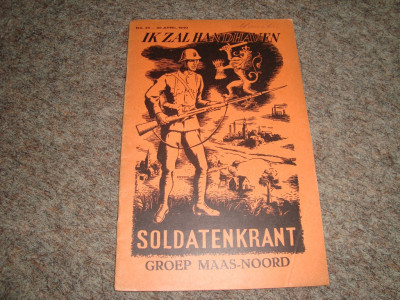 IK ZAL HANDHAVEN
SOLDATENKRANT
GROEP MAAS-NOORD